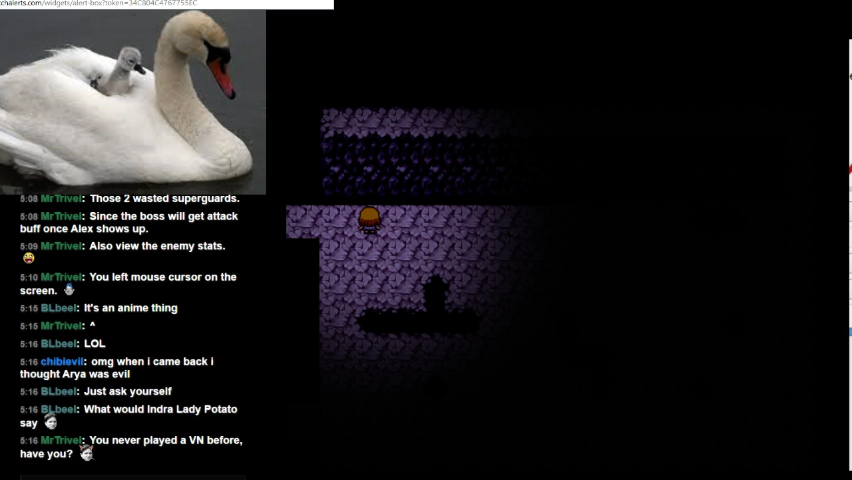 chalerts.com/widgets/alert-box?token=34CB04C4767755EC
5:08 MrTrivel: Those 2 wasted superguards.
5:08 MrTrivel: Since the boss will get attack
buff once Alex shows up.
5:09 MrTrivel: Also view the enemy stats.
5:10 MrTrivel: You left mouse cursor on the
screen.
5:15 BLbeel: It's an anime thing
5:15 MrTrivel: ^
5:16 BLbeel: LOL
5:16 chibievil: omg when i came back i
thought Arya was evil
5:16 BLbeel: Just ask yourself
5:16 BLbeel: What would Indra Lady Potato
say
5:16 MrTrivel: You never played a VN before,
have you?